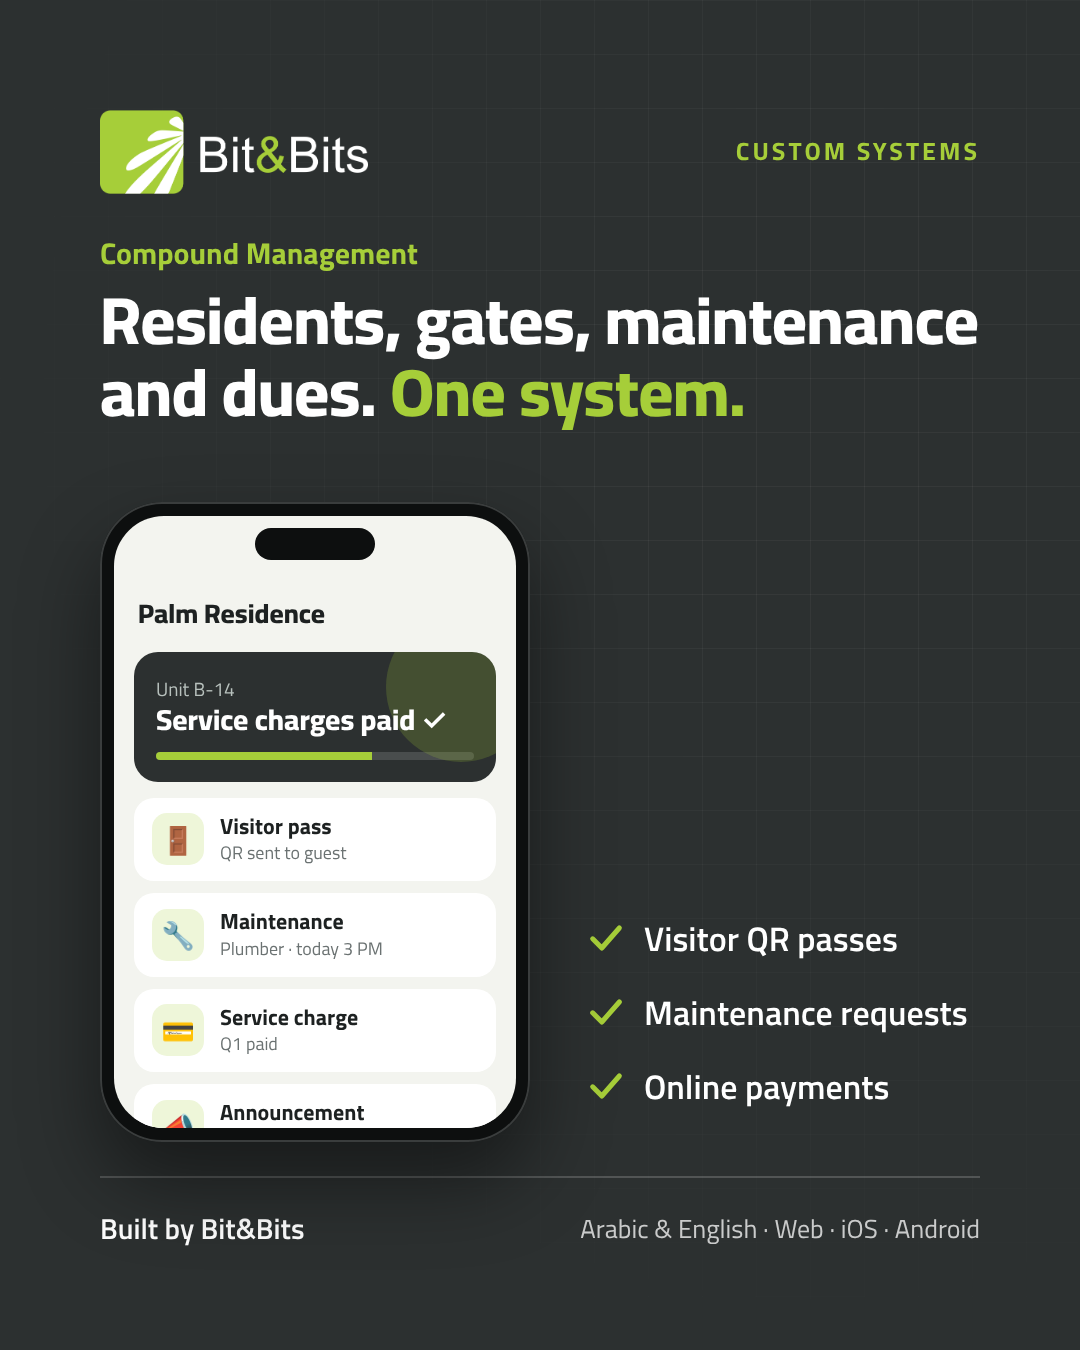 Bit&Bits
CUSTOM SYSTEMS
Compound Management
Residents, gates, maintenance
and dues. One system.
Palm Residence
Unit B-14
Service charges paid ✓
Visitor pass
QR sent to guest
Maintenance
Plumber · today 3 PM
Service charge
Q1 paid
Announcement
Visitor QR passes
Maintenance requests
Online payments
Built by Bit&Bits
Arabic & English · Web · iOS · Android